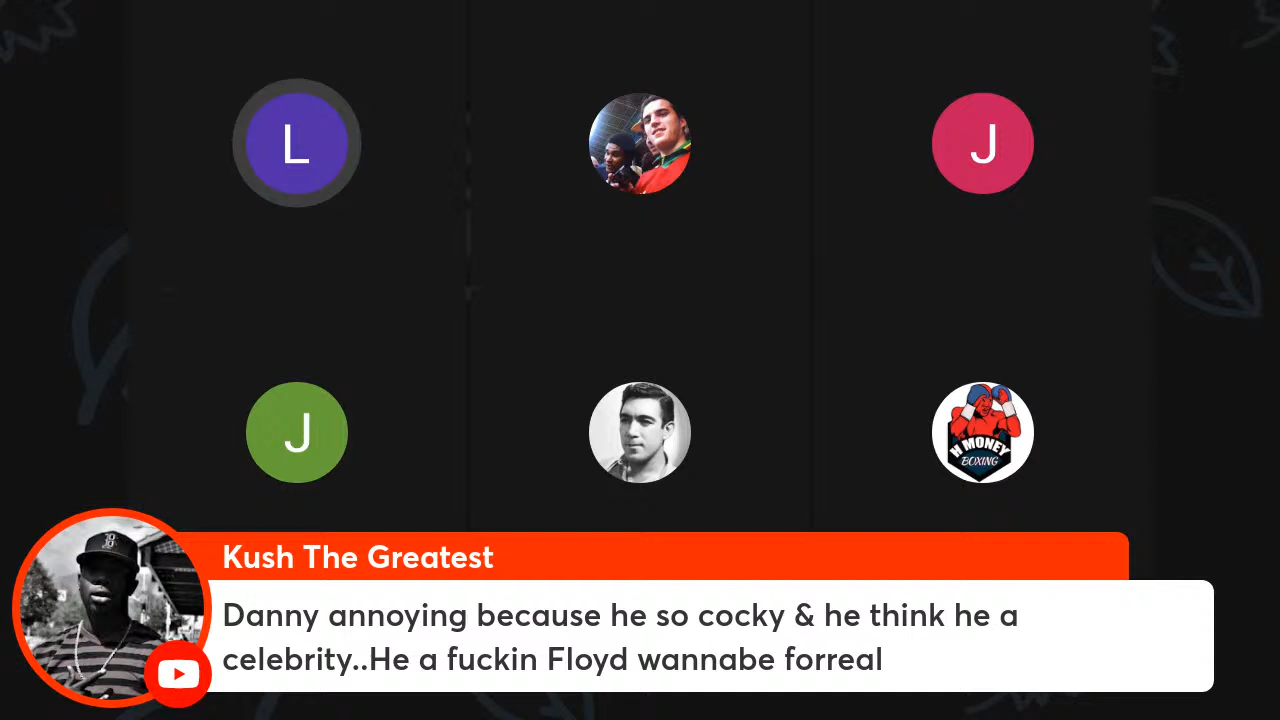 L
J
J
H MONEY
BOXING
Kush The Greatest
Danny annoying because he so cocky & he think he a
celebrity..He a fuckin Floyd wannabe forreal